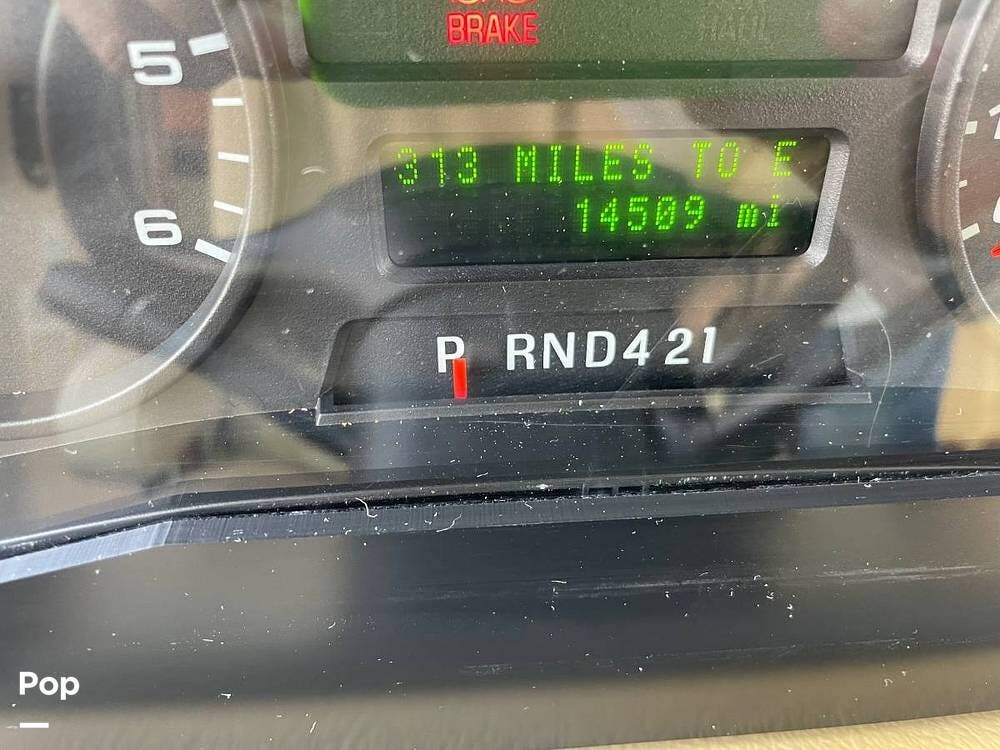 BRAKE
5
6
313 MILES TO E
14509 mi
P RND421
Pop